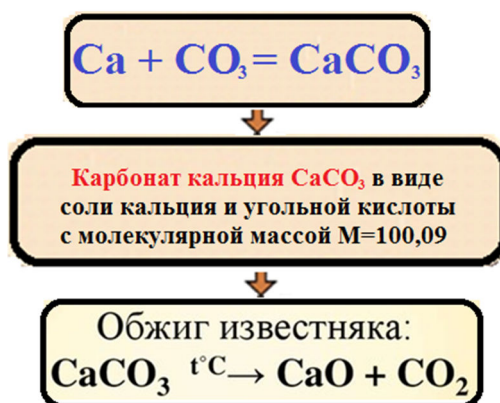 Ca + CO₃ = CaCO₃
Карбонат кальция CaCO₃ в виде
соли кальция и угольной кислоты
с молекулярной массой M=100,09
Обжиг известняка:
CaCO₃ t°C→ CaO + CO₂